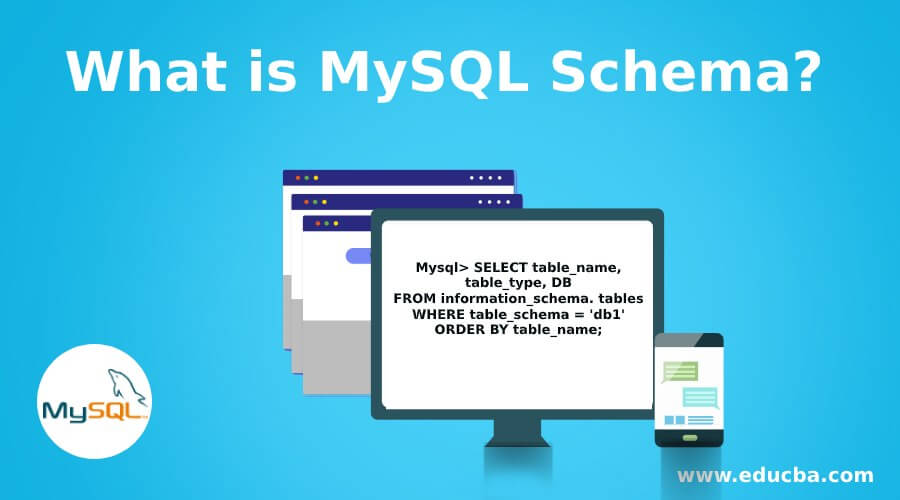 What is MySQL Schema?
Mysql> SELECT table_name,
table_type, DB
FROM information_schema. tables
WHERE table_schema = 'db1'
ORDER BY table_name;
MySQL
www.educba.com